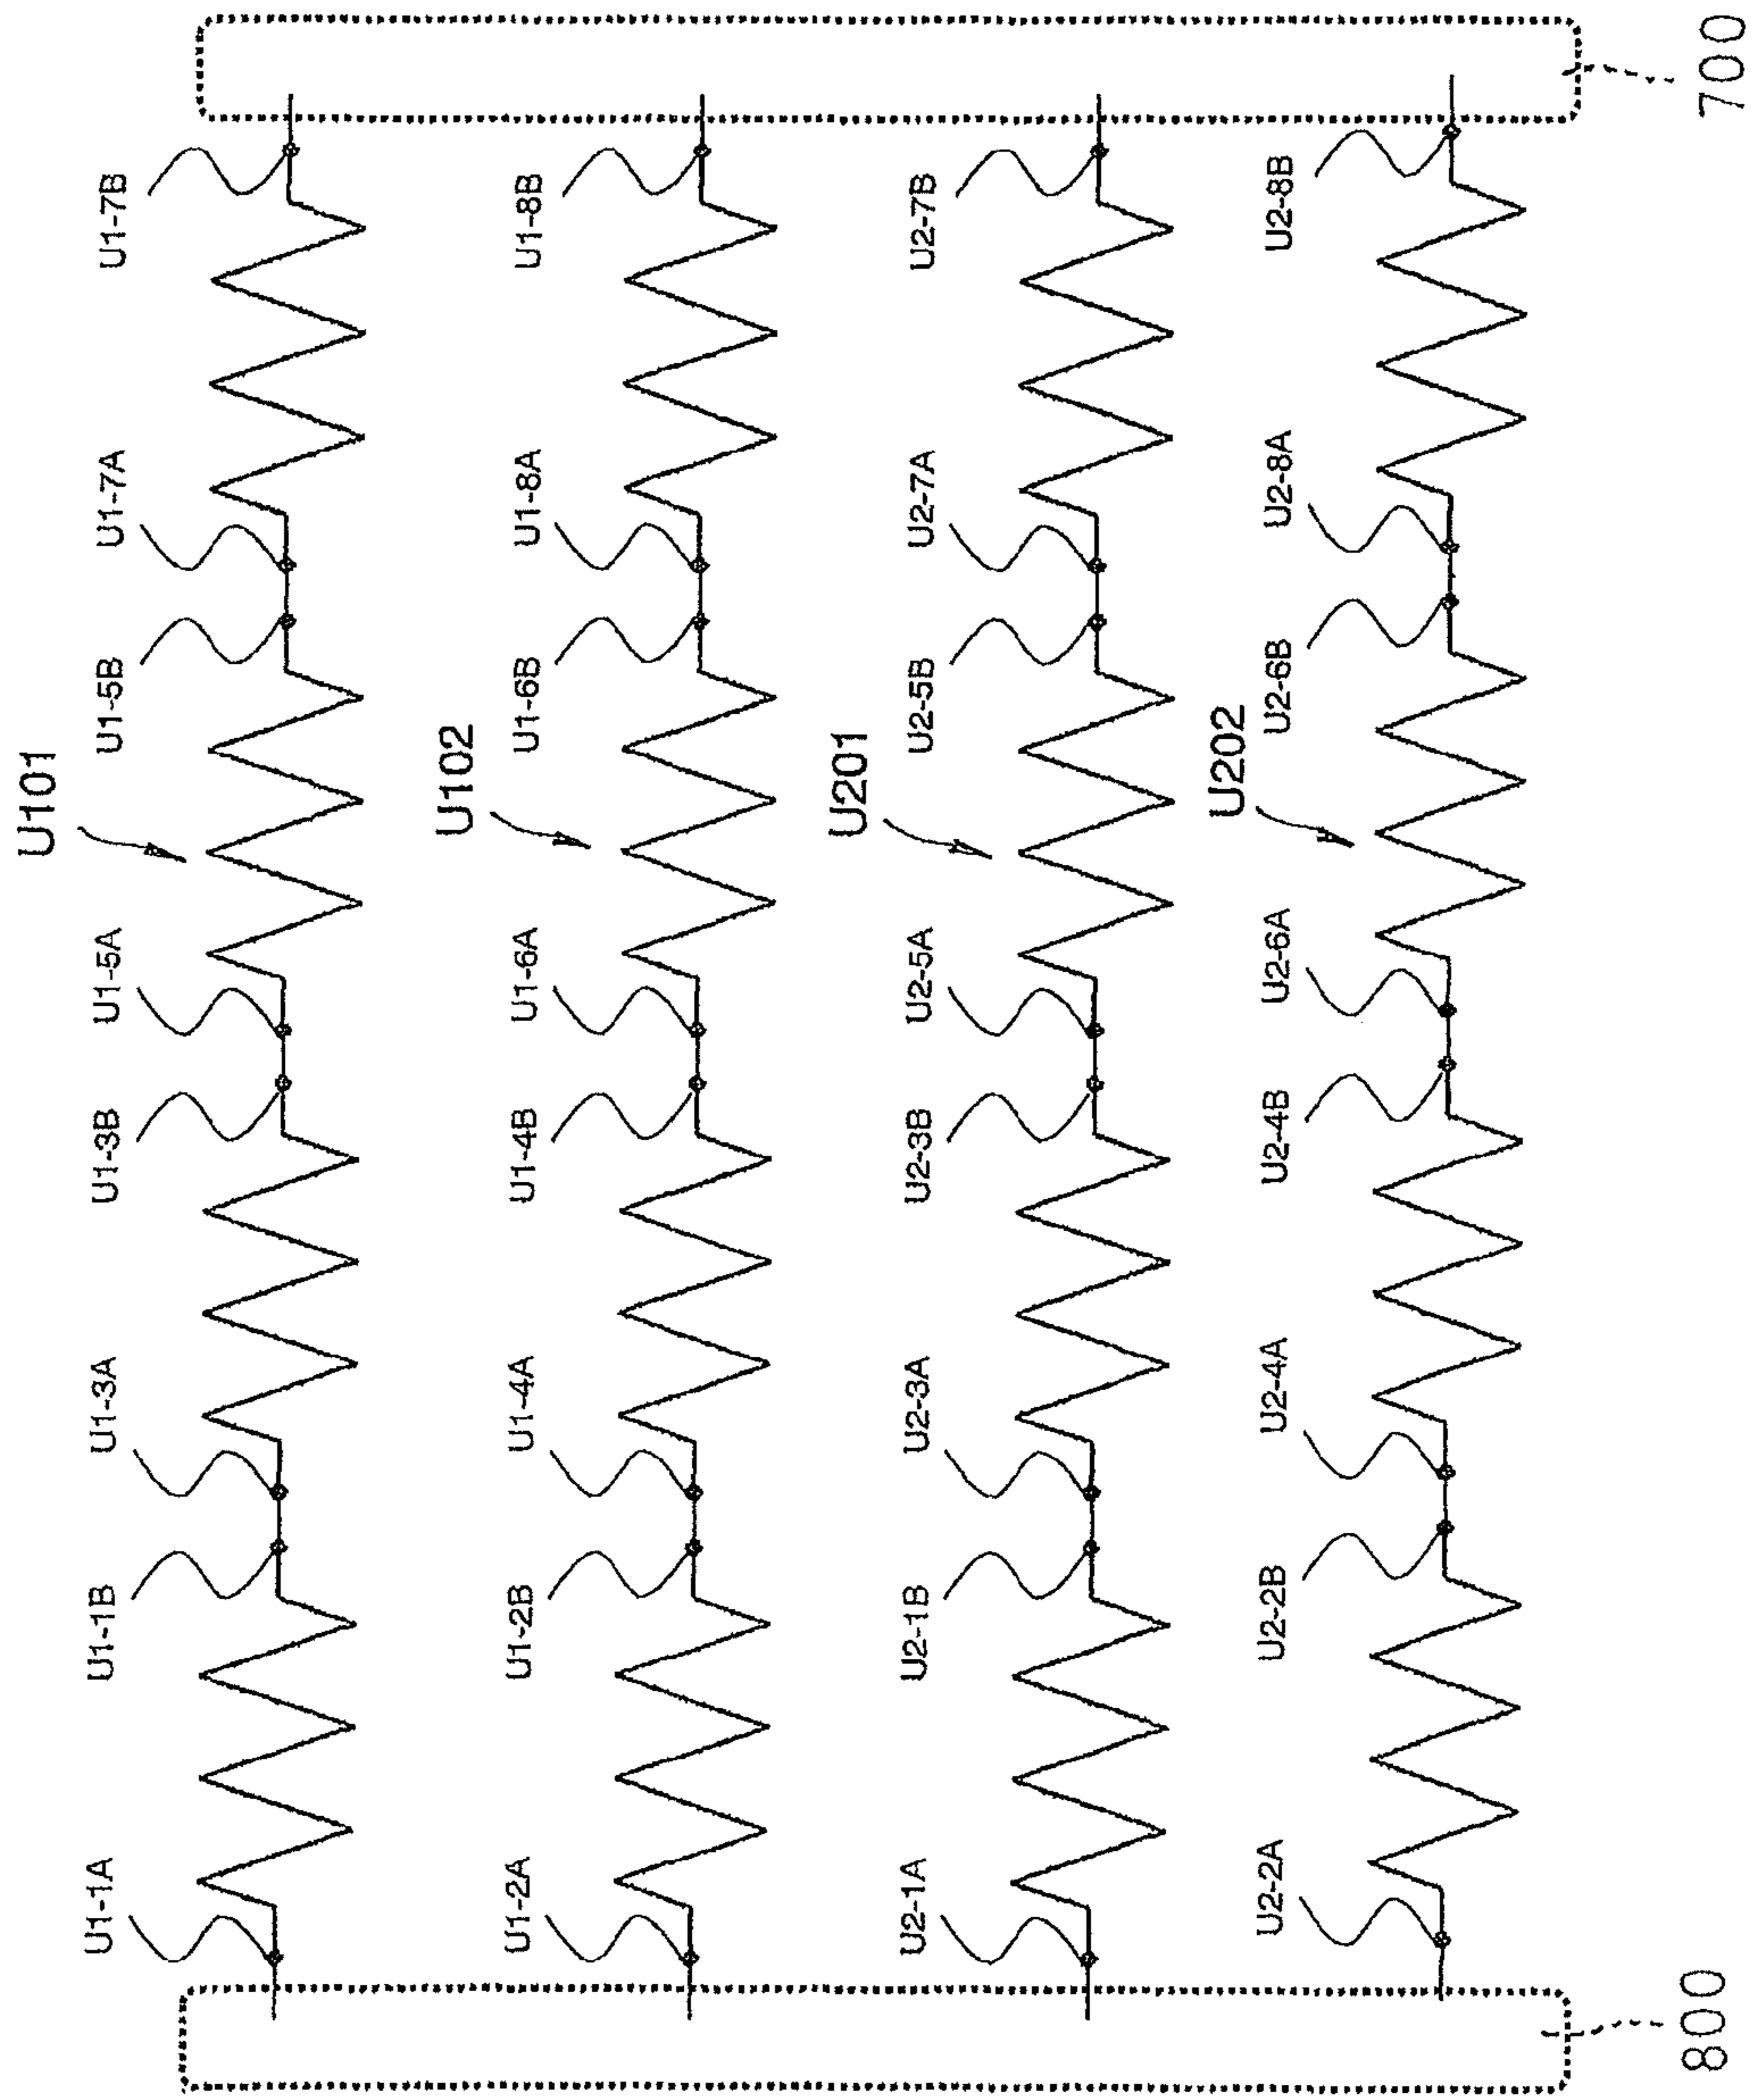 U101
U1-1A
U1-1B
U1-3A
U1-3B
U1-5A
U1-5B
U1-7A
U1-7B
U102
U1-2A
U1-2B
U1-4A
U1-4B
U1-6A
U1-6B
U1-8A
U1-8B
U201
U2-1A
U2-1B
U2-3A
U2-3B
U2-5A
U2-5B
U2-7A
U2-7B
U202
U2-2A
U2-2B
U2-4A
U2-4B
U2-6A
U2-6B
U2-8A
U2-8B
800
700